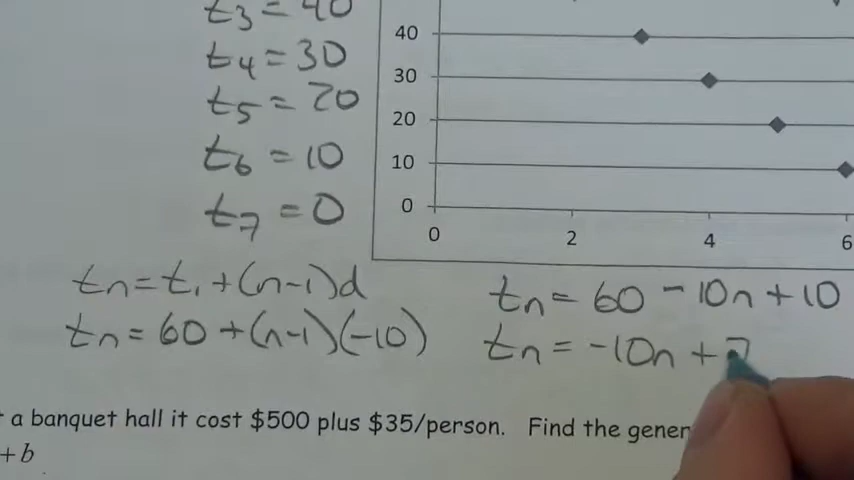 t3 = 40
t4 = 30
t5 = 20
t6 = 10
t7 = 0
40
30
20
10
0
0 2 4 6
tn = t1 + (n-1)d
tn = 60 + (n-1)(-10)
tn = 60 - 10n + 10
tn = -10n + 7
a banquet hall it cost $500 plus $35/person. Find the gener
+b